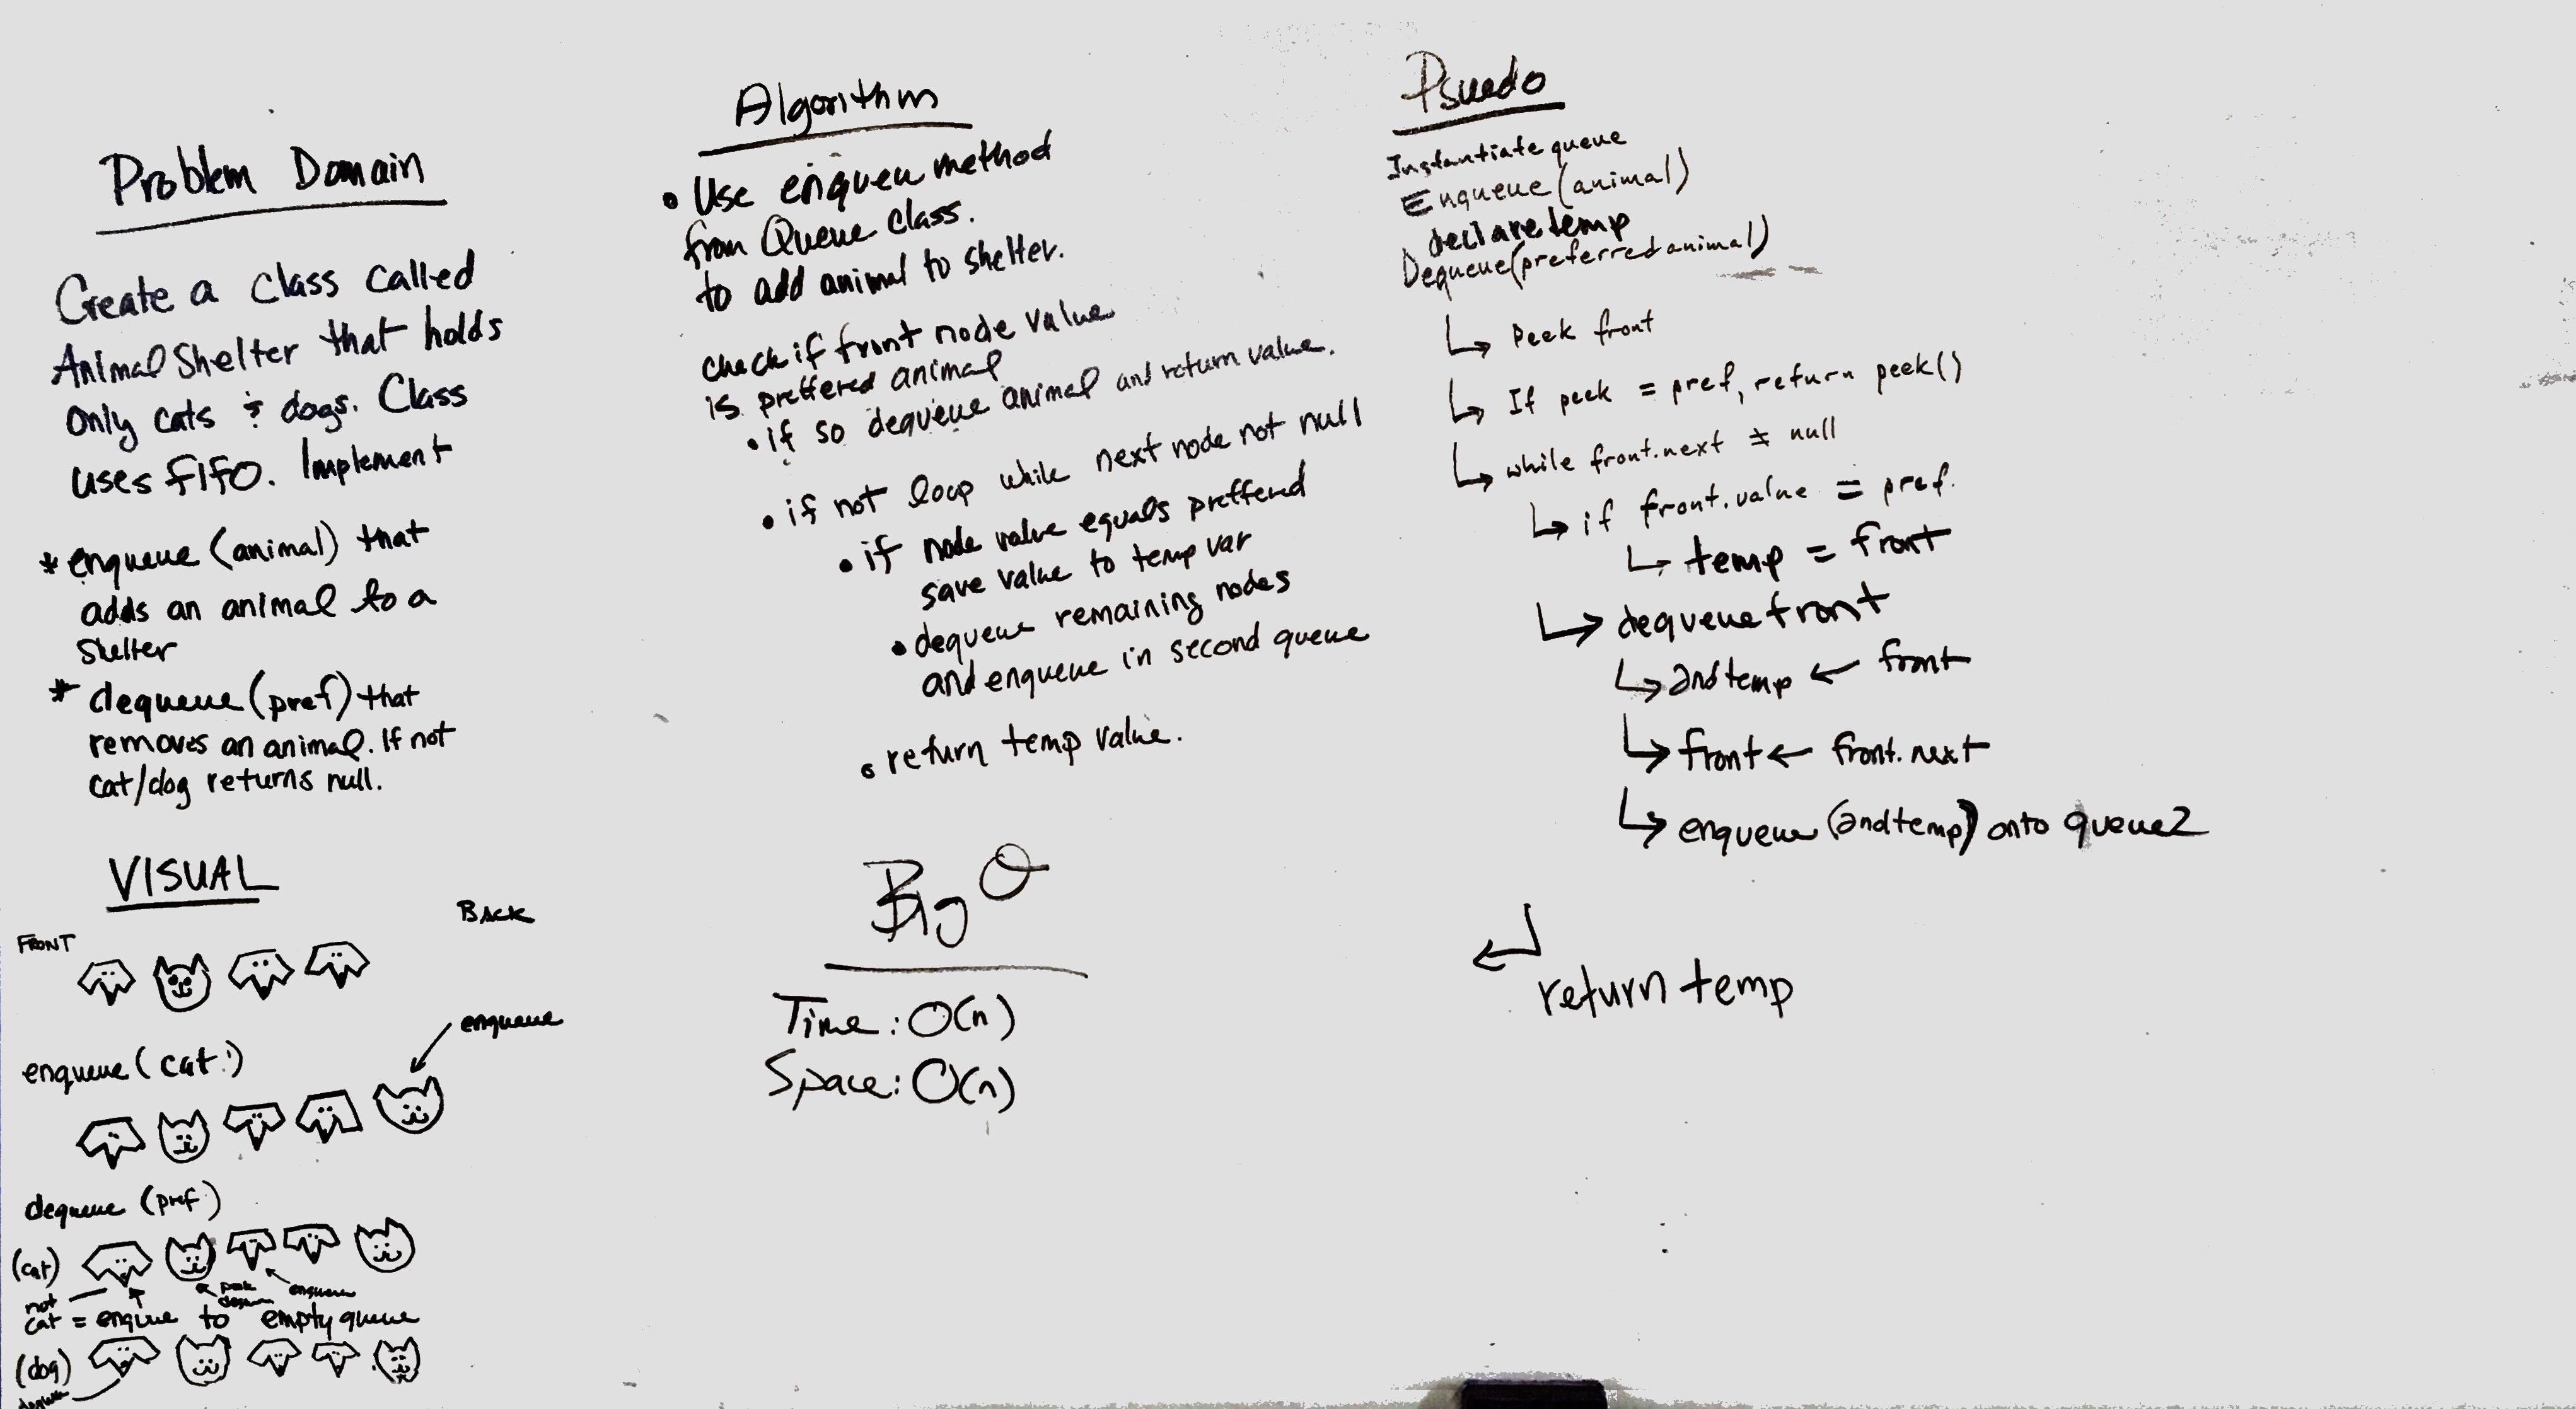 Problem Domain
Create a class called
AnimalShelter that holds
only cats & dogs. Class
uses FIFO. Implement
* enqueue (animal) that
adds an animal to a
Shelter
* dequeue (pref) that
removes an animal. If not
cat/dog returns null.
VISUAL
FRONT
BACK
enqueue (cat)
enqueue
dequeue (pref)
(cat)
not
peek
enqueue
cat = enqiue to empty queue
(dog)
Algorithm
• Use enqueu method
from Queue class.
to add animal to shelter.
check if front node value
is preffered animal
• if so dequeue animal and return value.
• if not loop while next node not null
• if node value equals preffered
save value to temp var
• dequeue remaining nodes
and enqueue in second queue
• return temp value.
Big O
Time: O(n)
Space: O(n)
Psuedo
Instantiate queue
Enqueue (animal)
declare temp
Dequeue(preferred animal)
↳ Peek front
↳ If peek = pref, return peek()
↳ while front.next ≠ null
↳ if front.value = pref.
↳ temp = front
↳ dequeue front
↳ 2nd temp ← front
↳ front ← front.next
↳ enqueue (2nd temp) onto queue2
↵
return temp